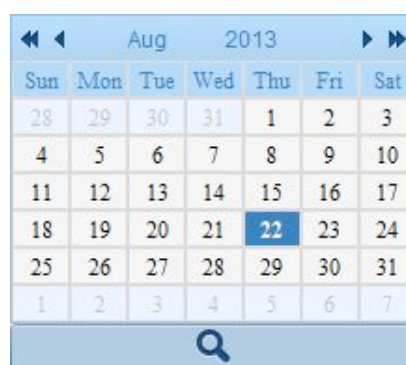 Aug 2013
Sun Mon Tue Wed Thu Fri Sat
28 29 30 31 1 2 3
4 5 6 7 8 9 10
11 12 13 14 15 16 17
18 19 20 21 22 23 24
25 26 27 28 29 30 31
1 2 3 4 5 6 7